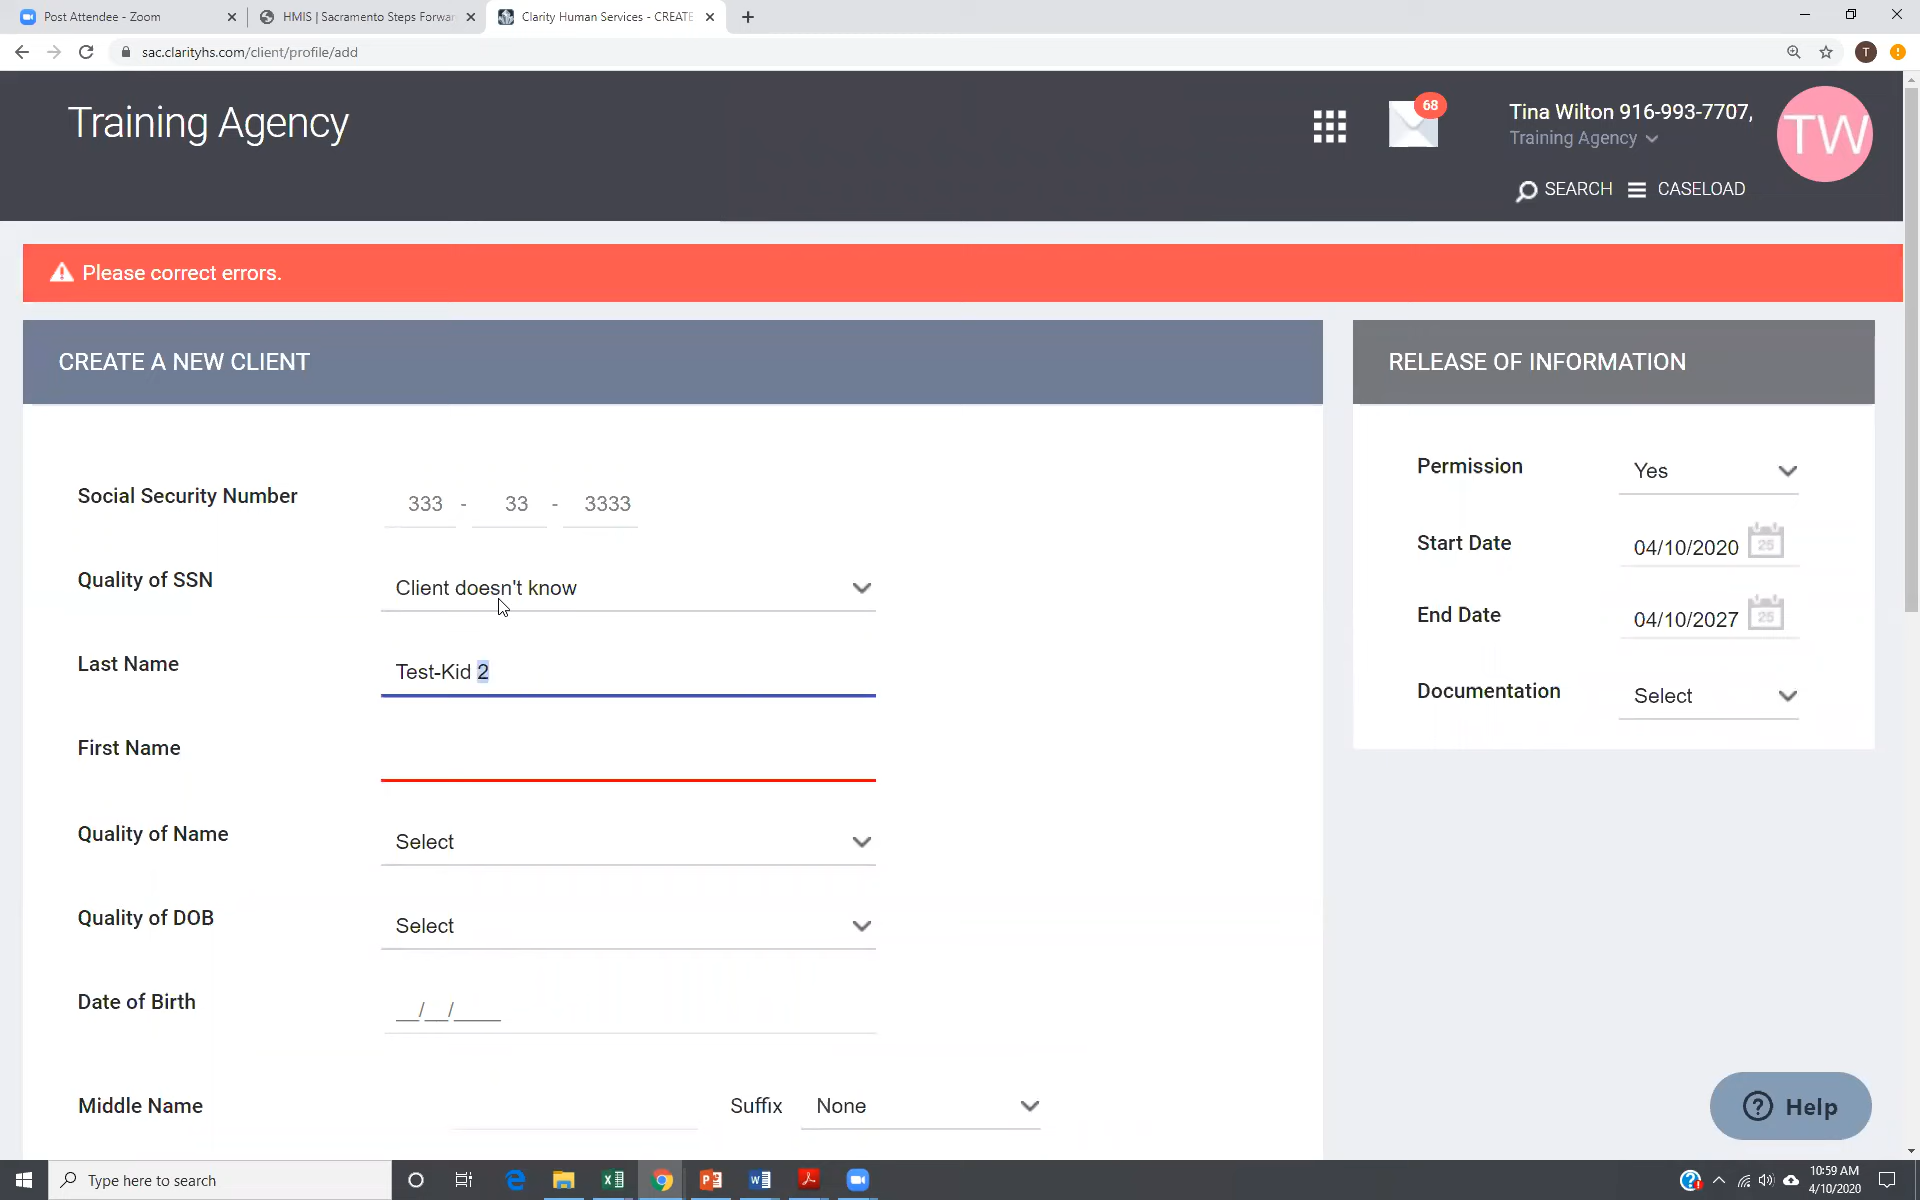 Post Attendee - Zoom
HMIS | Sacramento Steps Forwar
Clarity Human Services - CREATE
sac.clarityhs.com/client/profile/add
T
Training Agency
68
Tina Wilton 916-993-7707,
Training Agency
TW
SEARCH
CASELOAD
Please correct errors.
CREATE A NEW CLIENT
RELEASE OF INFORMATION
Social Security Number 333 - 33 - 3333
Quality of SSN Client doesn't know
Last Name Test-Kid 2
First Name
Quality of Name Select
Quality of DOB Select
Date of Birth __/__/____
Middle Name
Suffix None
Permission Yes
Start Date 04/10/2020 25
End Date 04/10/2027 25
Documentation Select
? Help
Type here to search
10:59 AM
4/10/2020